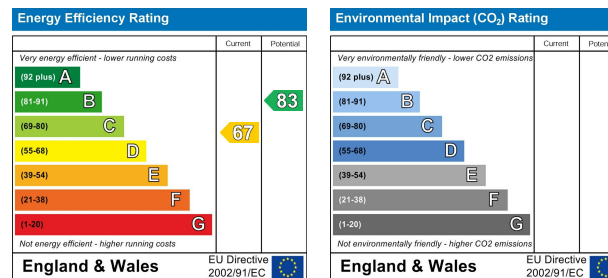 Energy Efficiency Rating
Current Potential
Very energy efficient - lower running costs
(92 plus) A
(81-91) B
(69-80) C
(55-68) D
(39-54) E
(21-38) F
(1-20) G
67
83
Not energy efficient - higher running costs
England & Wales
EU Directive
2002/91/EC
Environmental Impact (CO₂) Rating
Current Poten
Very environmentally friendly - lower CO2 emissions
(92 plus) A
(81-91) B
(69-80) C
(55-68) D
(39-54) E
(21-38) F
(1-20) G
Not environmentally friendly - higher CO2 emissions
England & Wales
EU Directive
2002/91/EC